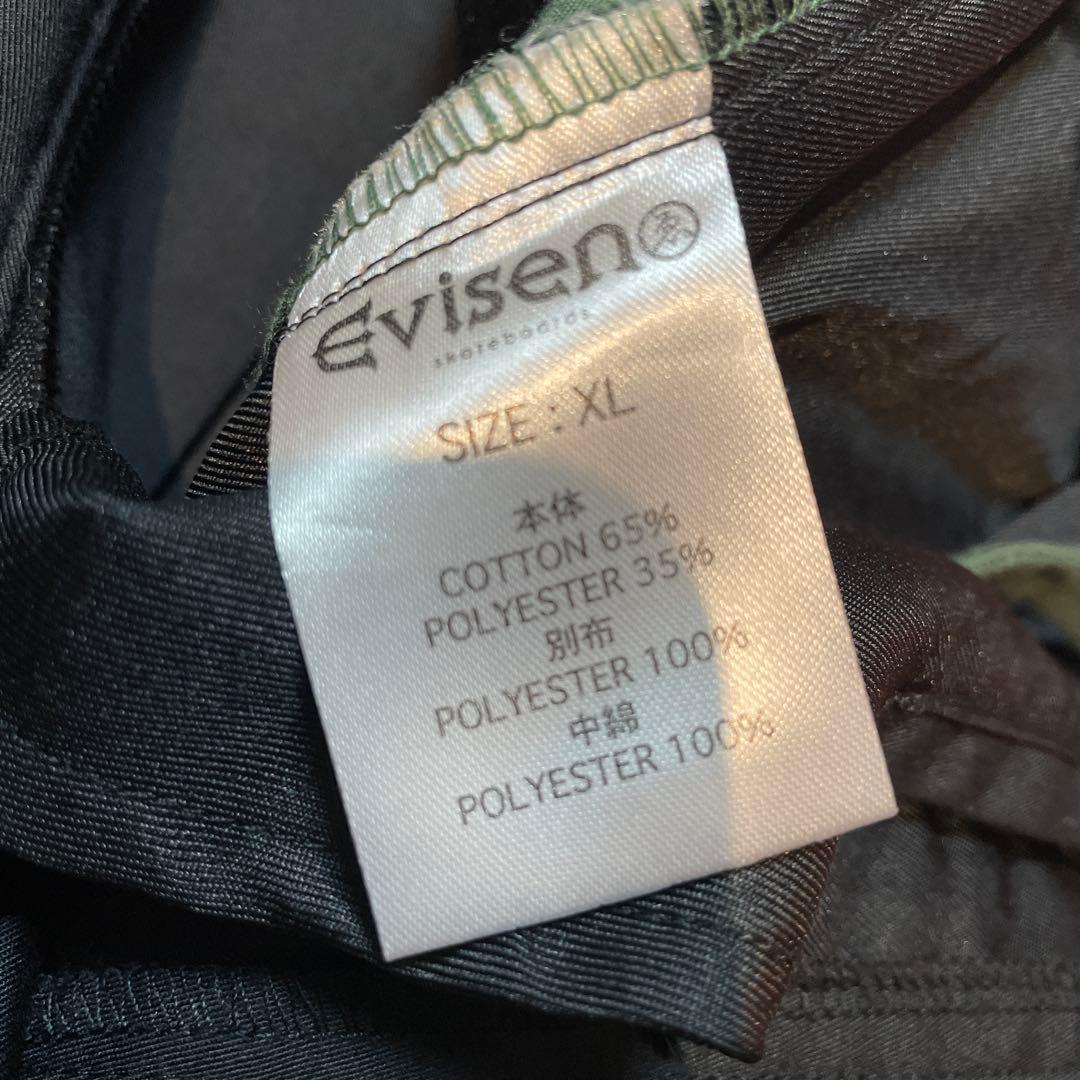 Evisen
skateboards
SIZE : XL
本体
COTTON 65%
POLYESTER 35%
別布
POLYESTER 100%
中綿
POLYESTER 100%